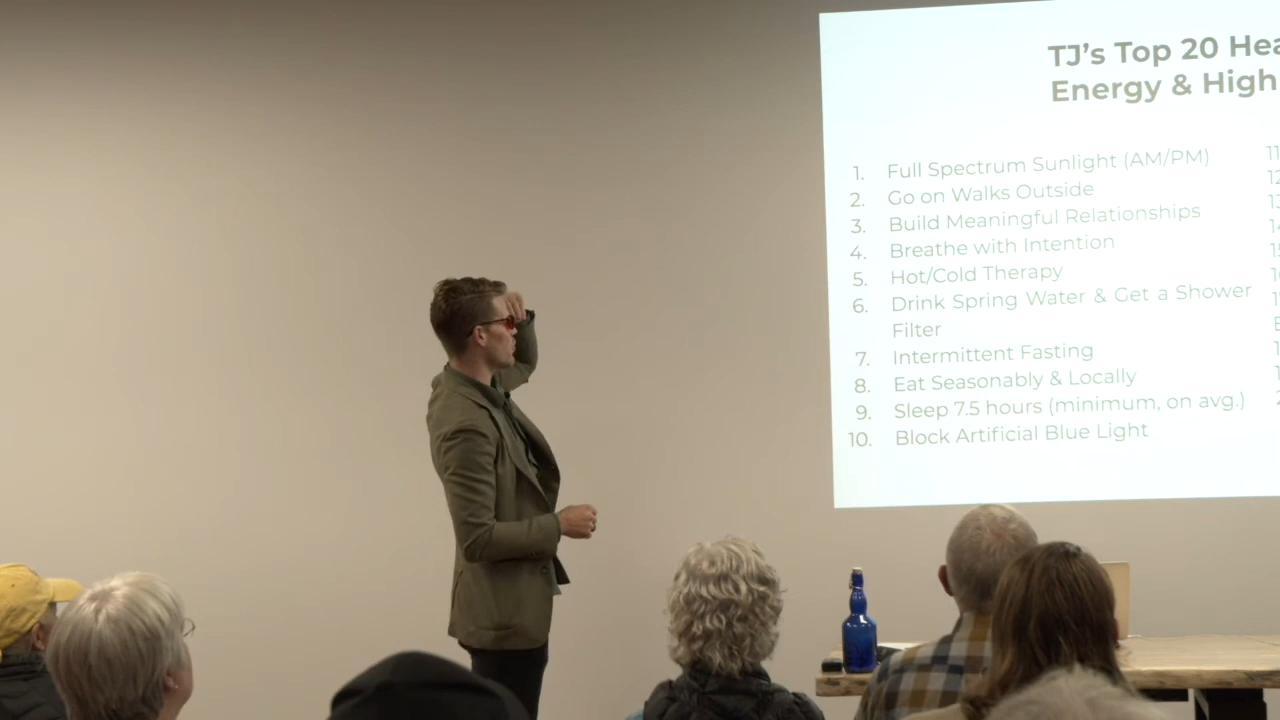 TJ's Top 20
Energy & High
1. Full Spectrum Sunlight (AM/PM)
2. Go on Walks Outside
3. Build Meaningful Relationships
4. Breathe with Intention
5. Hot/Cold Therapy
6. Drink Spring Water & Get a Shower
Filter
7. Intermittent Fasting
8. Eat Seasonably & Locally
9. Sleep 7.5 hours (minimum, on avg.)
10. Block Artificial Blue Light
11
12